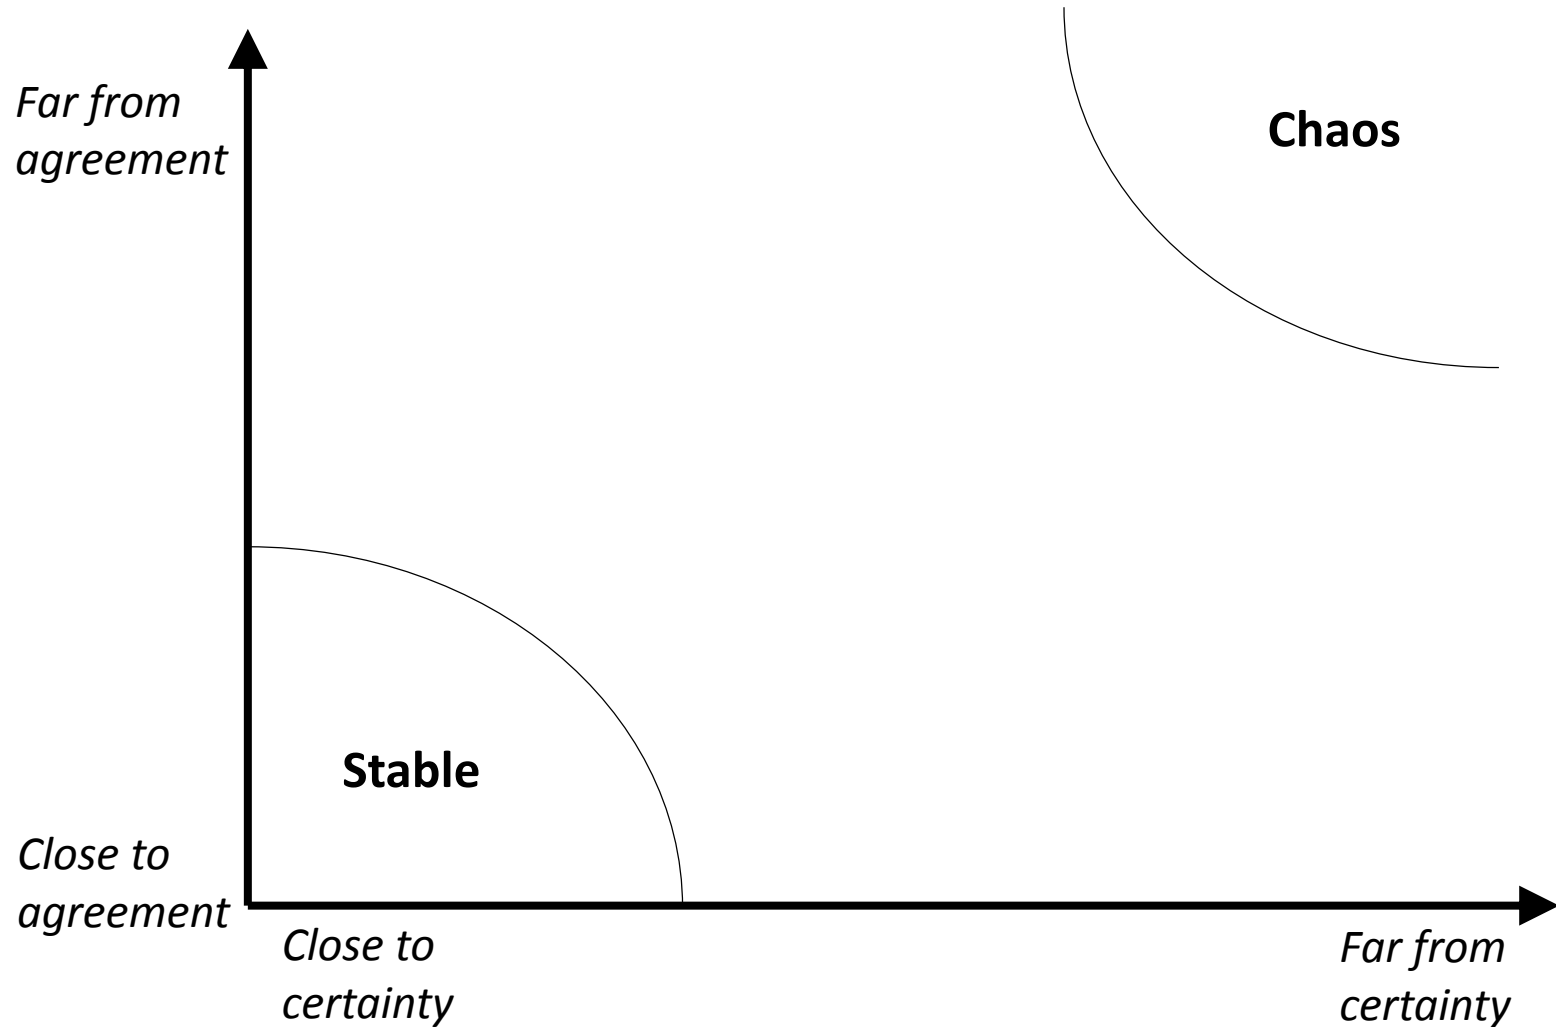 Far from
agreement
Chaos
Stable
Close to
agreement
Close to
certainty
Far from
certainty